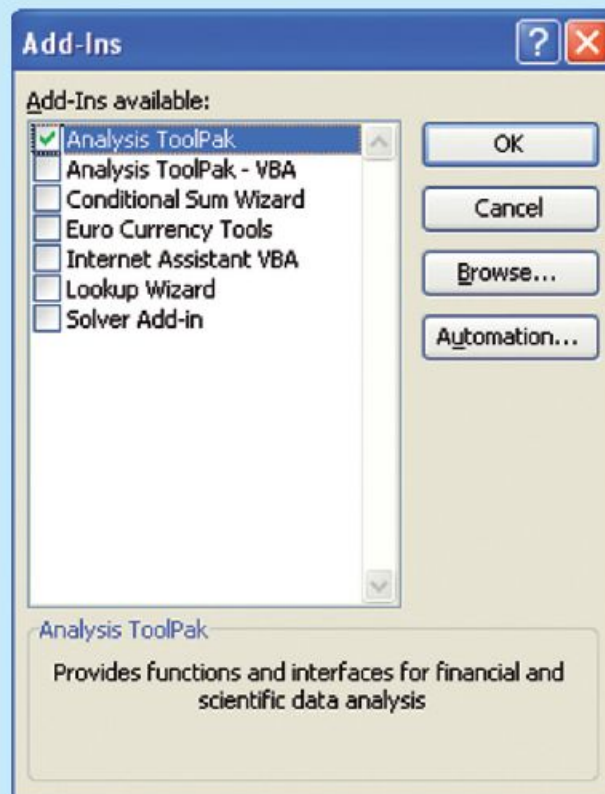 Add-Ins
Add-Ins available:
Analysis ToolPak
Analysis ToolPak - VBA
Conditional Sum Wizard
Euro Currency Tools
Internet Assistant VBA
Lookup Wizard
Solver Add-in
OK
Cancel
Browse...
Automation...
Analysis ToolPak
Provides functions and interfaces for financial and
scientific data analysis